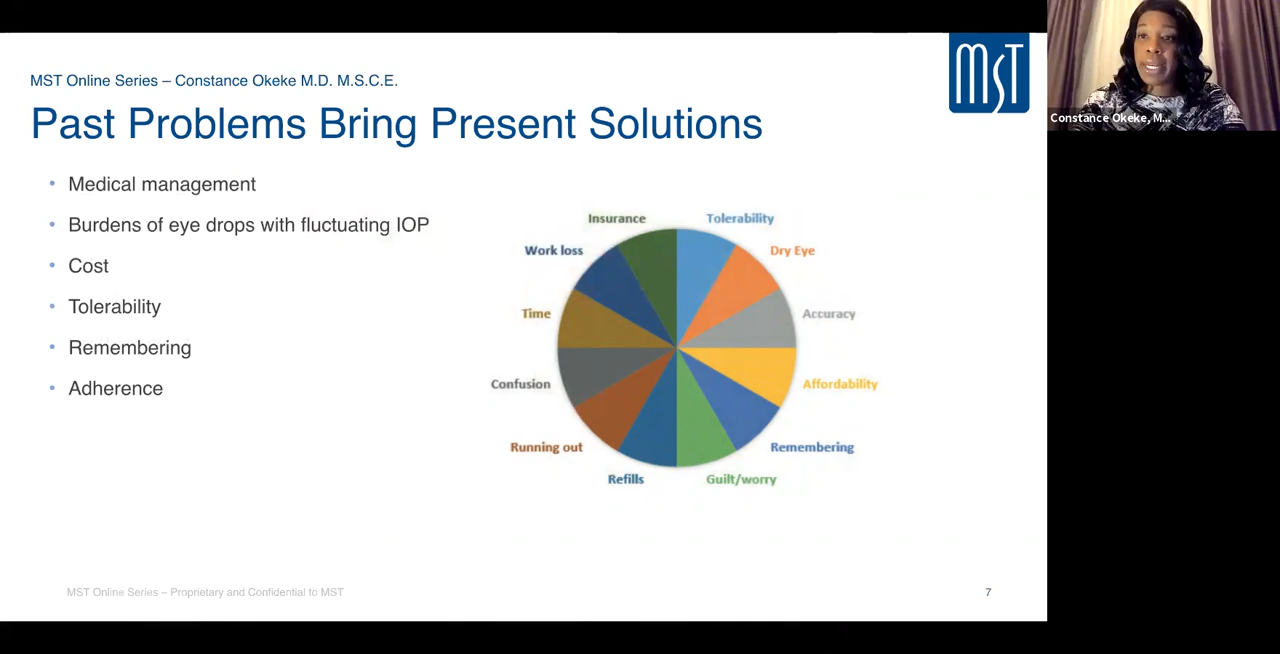 MST Online Series – Constance Okeke M.D. M.S.C.E.
MST
Past Problems Bring Present Solutions
Constance Okeke, M...
• Medical management
• Burdens of eye drops with fluctuating IOP
• Cost
• Tolerability
• Remembering
• Adherence
Insurance
Tolerability
Work loss
Dry Eye
Time
Accuracy
Confusion
Affordability
Running out
Remembering
Refills
Guilt/worry
MST Online Series – Proprietary and Confidential to MST
7